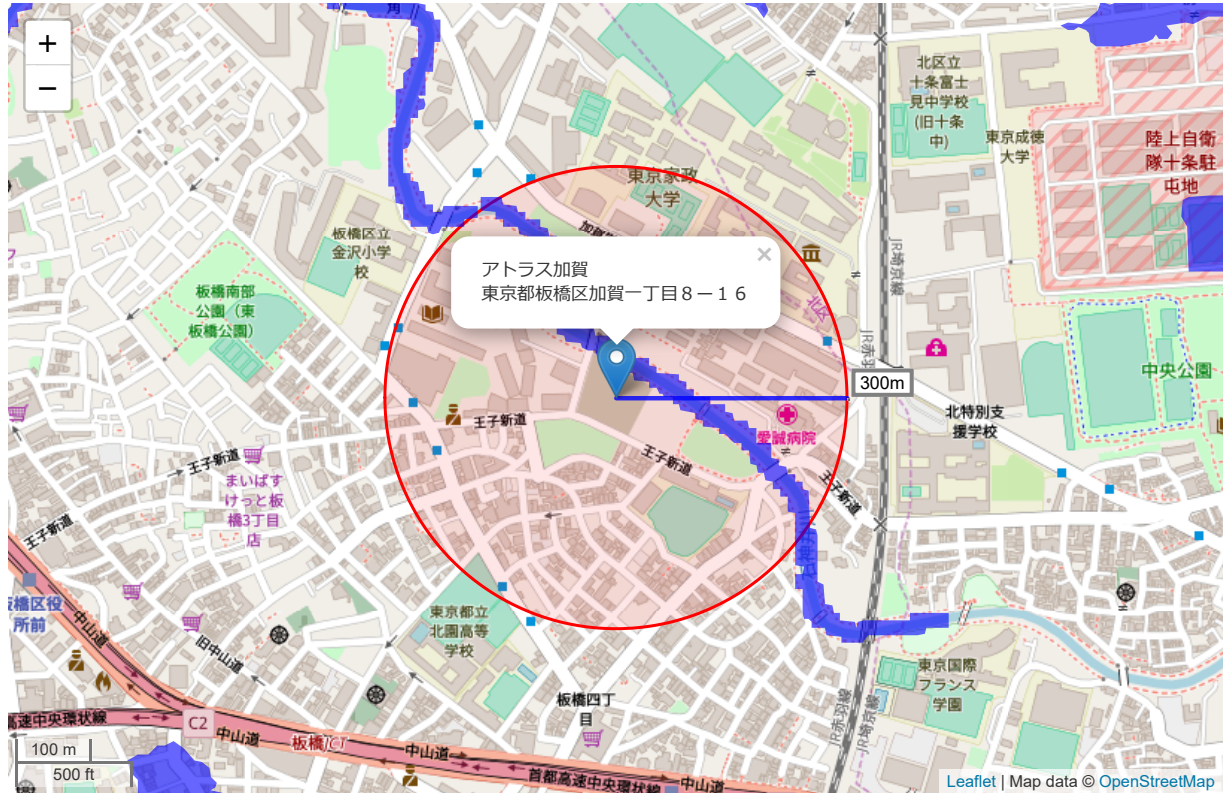 +
−
角
北区立
十条富士
見中学校
(旧十条
中)
東京成徳
大学
陸上自衛
隊十条駐
屯地
東京家政
大学
板橋区立
金沢小学
校
JR埼京線
アトラス加賀
東京都板橋区加賀一丁目8－16
×
板橋南部
公園（東
板橋公園）
北区
300m
中央公園
北特別支
援学校
愛誠病院
王子新道
王子新道
王子新道
王子新道
王子新道
まいばす
けっと板
橋3丁目
店
板橋区役
所前
中山道
旧中山道
東京都立
北園高等
学校
東京国際
フランス
学園
板橋四丁
目
JR赤羽線
JR埼京線
高速中央環状線
C2
中山道
板橋JCT
中山道
首都高速中央環状線
中山道
100 m
500 ft
Leaflet | Map data © OpenStreetMap